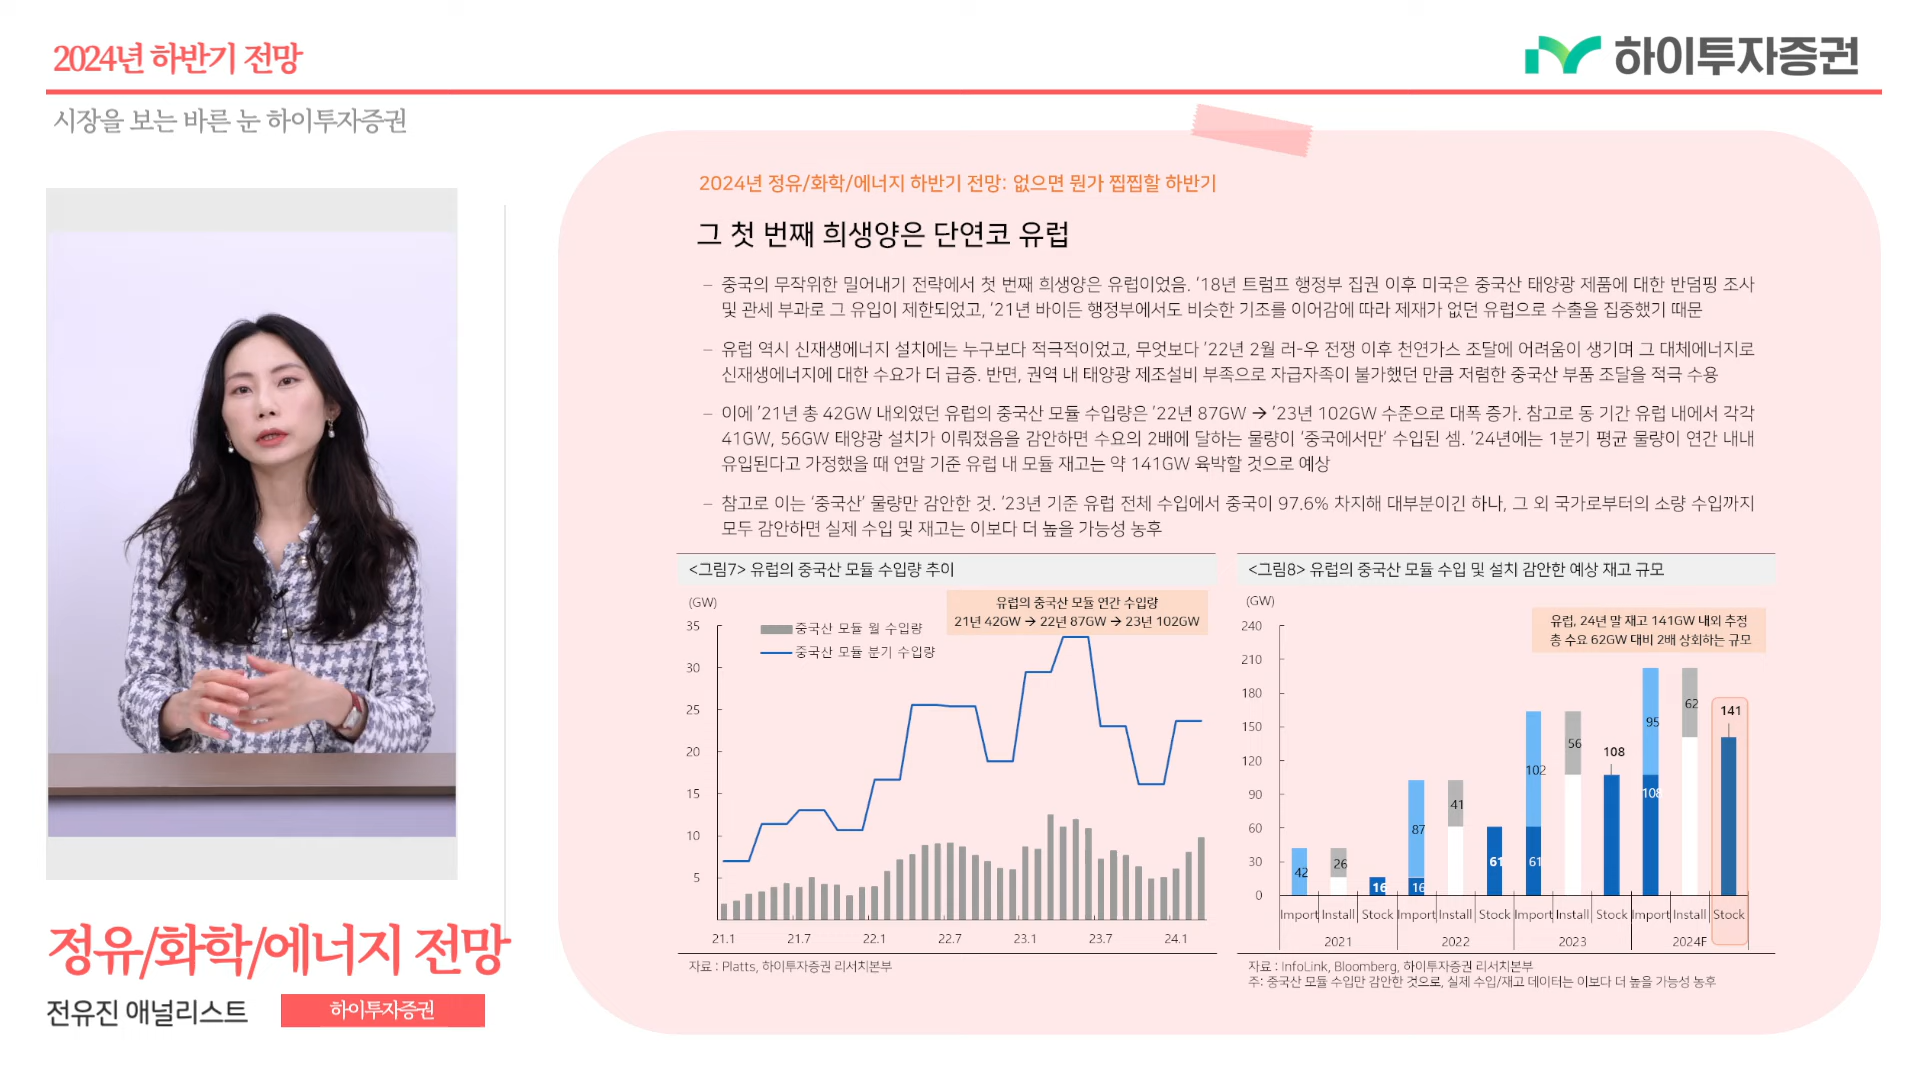 2024년 하반기 전망
하이투자증권
시장을 보는 바른 눈 하이투자증권
2024년 정유/화학/에너지 하반기 전망: 없으면 뭔가 찝찝할 하반기
그 첫 번째 희생양은 단연코 유럽
– 중국의 무작위한 밀어내기 전략에서 첫 번째 희생양은 유럽이었음. '18년 트럼프 행정부 집권 이후 미국은 중국산 태양광 제품에 대한 반덤핑 조사
및 관세 부과로 그 유입이 제한되었고, '21년 바이든 행정부에서도 비슷한 기조를 이어감에 따라 제재가 없던 유럽으로 수출을 집중했기 때문
– 유럽 역시 신재생에너지 설치에는 누구보다 적극적이었고, 무엇보다 '22년 2월 러-우 전쟁 이후 천연가스 조달에 어려움이 생기며 그 대체에너지로
신재생에너지에 대한 수요가 더 급증. 반면, 권역 내 태양광 제조설비 부족으로 자급자족이 불가했던 만큼 저렴한 중국산 부품 조달을 적극 수용
– 이에 '21년 총 42GW 내외였던 유럽의 중국산 모듈 수입량은 '22년 87GW → '23년 102GW 수준으로 대폭 증가. 참고로 동 기간 유럽 내에서 각각
41GW, 56GW 태양광 설치가 이뤄졌음을 감안하면 수요의 2배에 달하는 물량이 '중국에서만' 수입된 셈. '24년에는 1분기 평균 물량이 연간 내내
유입된다고 가정했을 때 연말 기준 유럽 내 모듈 재고는 약 141GW 육박할 것으로 예상
– 참고로 이는 '중국산' 물량만 감안한 것. '23년 기준 유럽 전체 수입에서 중국이 97.6% 차지해 대부분이긴 하나, 그 외 국가로부터의 소량 수입까지
모두 감안하면 실제 수입 및 재고는 이보다 더 높을 가능성 농후
<그림7> 유럽의 중국산 모듈 수입량 추이
(GW)
유럽의 중국산 모듈 연간 수입량
21년 42GW → 22년 87GW → 23년 102GW
중국산 모듈 월 수입량
중국산 모듈 분기 수입량
35
30
25
20
15
10
5
21.1 21.7 22.1 22.7 23.1 23.7 24.1
자료 : Platts, 하이투자증권 리서치본부
<그림8> 유럽의 중국산 모듈 수입 및 설치 감안한 예상 재고 규모
(GW)
유럽, 24년 말 재고 141GW 내외 추정
총 수요 62GW 대비 2배 상회하는 규모
240
210
180
150
120
90
60
30
0
42 26 16
87 16 41 61
102 61 56 108
95 108 62 141
Import Install Stock Import Install Stock Import Install Stock Import Install Stock
2021 2022 2023 2024F
자료 : InfoLink, Bloomberg, 하이투자증권 리서치본부
주: 중국산 모듈 수입만 감안한 것으로, 실제 수입/재고 데이터는 이보다 더 높을 가능성 농후
정유/화학/에너지 전망
전유진 애널리스트
하이투자증권